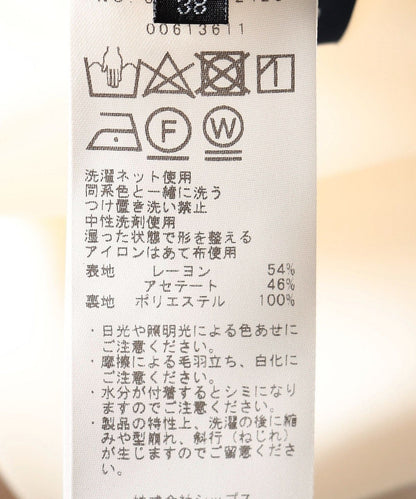 38
00613611
F
W
洗濯ネット使用
同系色と一緒に洗う
つけ置き洗い禁止
中性洗剤使用
湿った状態で形を整える
アイロンはあて布使用
表地 レーヨン 54%
アセテート 46%
裏地 ポリエステル 100%
・日光や照明光による色あせに
ご注意ください。
・摩擦による毛羽立ち、白化に
ご注意ください。
・水分が付着するとシミになり
ますのでご注意ください。
・製品の特性上、洗濯の後に縮
みや型崩れ、斜行(ねじれ)
が生じますのでご留意くださ
い。
株式会社シップス